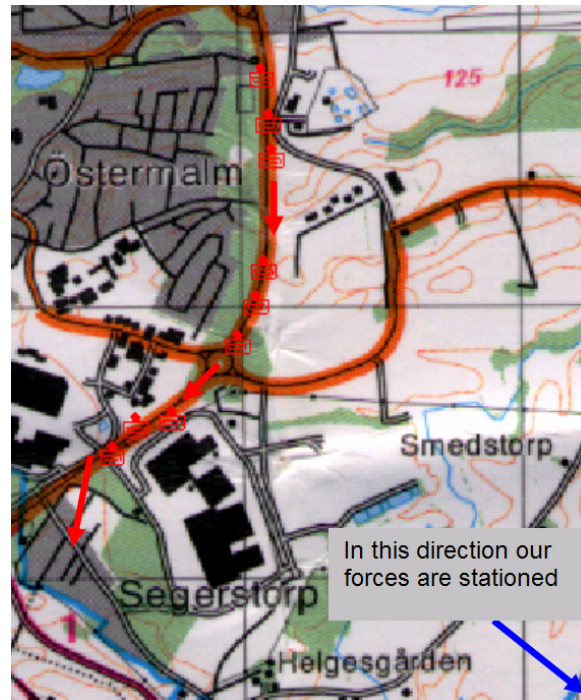 125
Östermalm
Smedstorp
In this direction our
forces are stationed
Segerstorp
1
Helgesgården